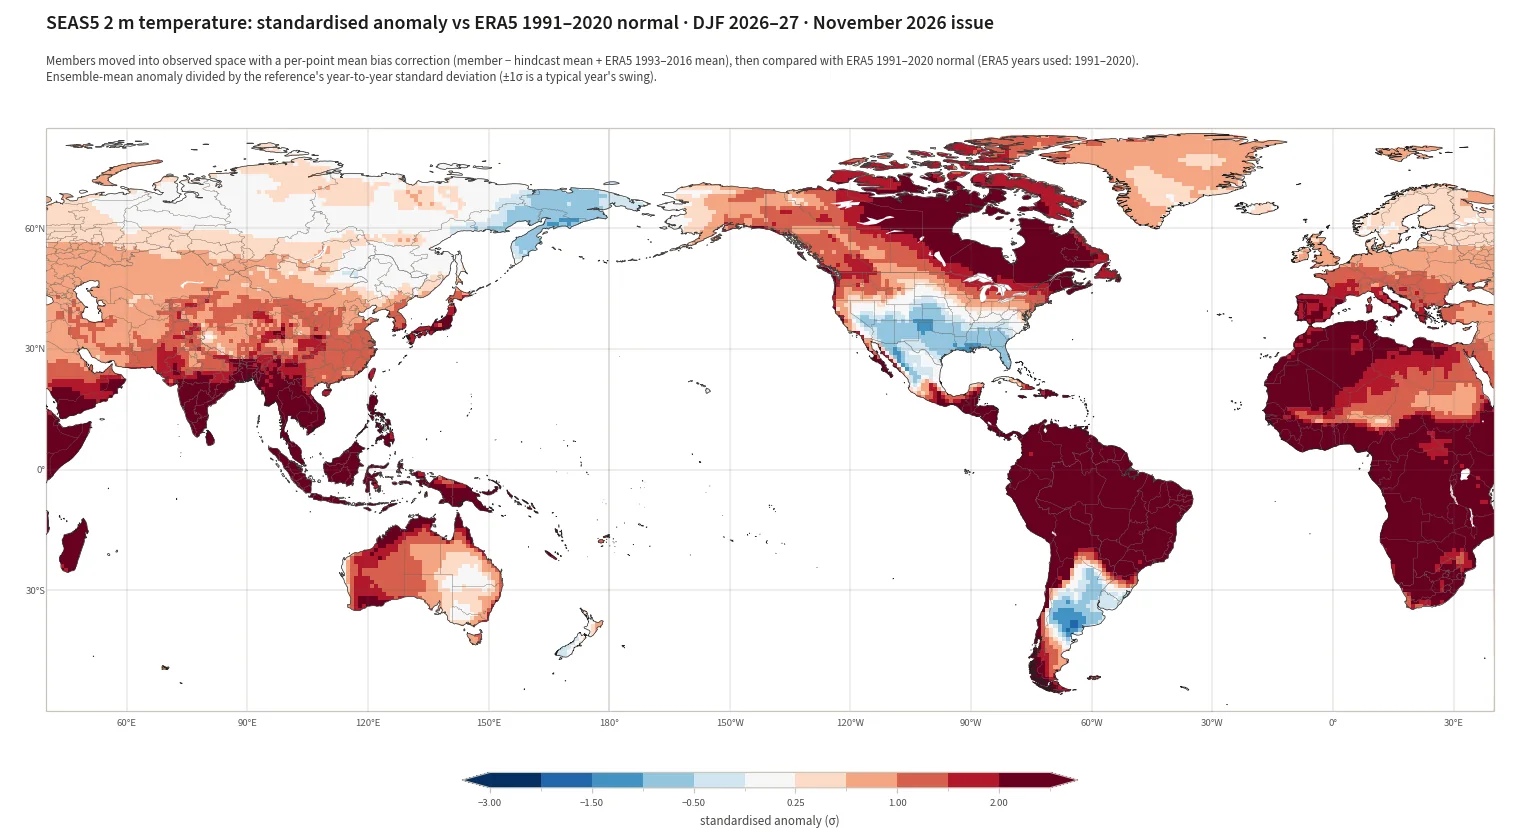 SEAS5 2 m temperature: standardised anomaly vs ERA5 1991–2020 normal · DJF 2026–27 · November 2026 issue
Members moved into observed space with a per-point mean bias correction (member − hindcast mean + ERA5 1993–2016 mean), then compared with ERA5 1991–2020 normal (ERA5 years used: 1991–2020).
Ensemble-mean anomaly divided by the reference's year-to-year standard deviation (±1σ is a typical year's swing).
60°N
30°N
0°
30°S
60°E 90°E 120°E 150°E 180° 150°W 120°W 90°W 60°W 30°W 0° 30°E
−3.00 −1.50 −0.50 0.25 1.00 2.00
standardised anomaly (σ)